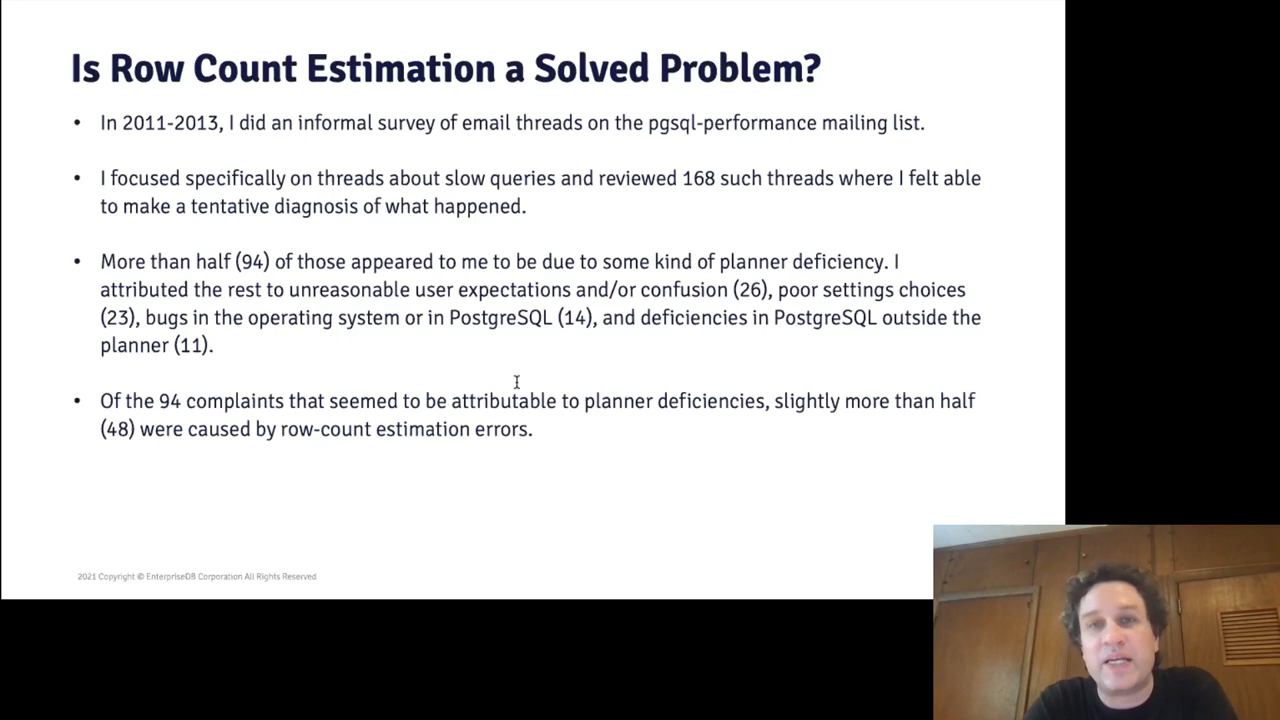 Is Row Count Estimation a Solved Problem?
• In 2011-2013, I did an informal survey of email threads on the pgsql-performance mailing list.
• I focused specifically on threads about slow queries and reviewed 168 such threads where I felt able
to make a tentative diagnosis of what happened.
• More than half (94) of those appeared to me to be due to some kind of planner deficiency. I
attributed the rest to unreasonable user expectations and/or confusion (26), poor settings choices
(23), bugs in the operating system or in PostgreSQL (14), and deficiencies in PostgreSQL outside the
planner (11).
• Of the 94 complaints that seemed to be attributable to planner deficiencies, slightly more than half
(48) were caused by row-count estimation errors.
2021 Copyright © EnterpriseDB Corporation All Rights Reserved